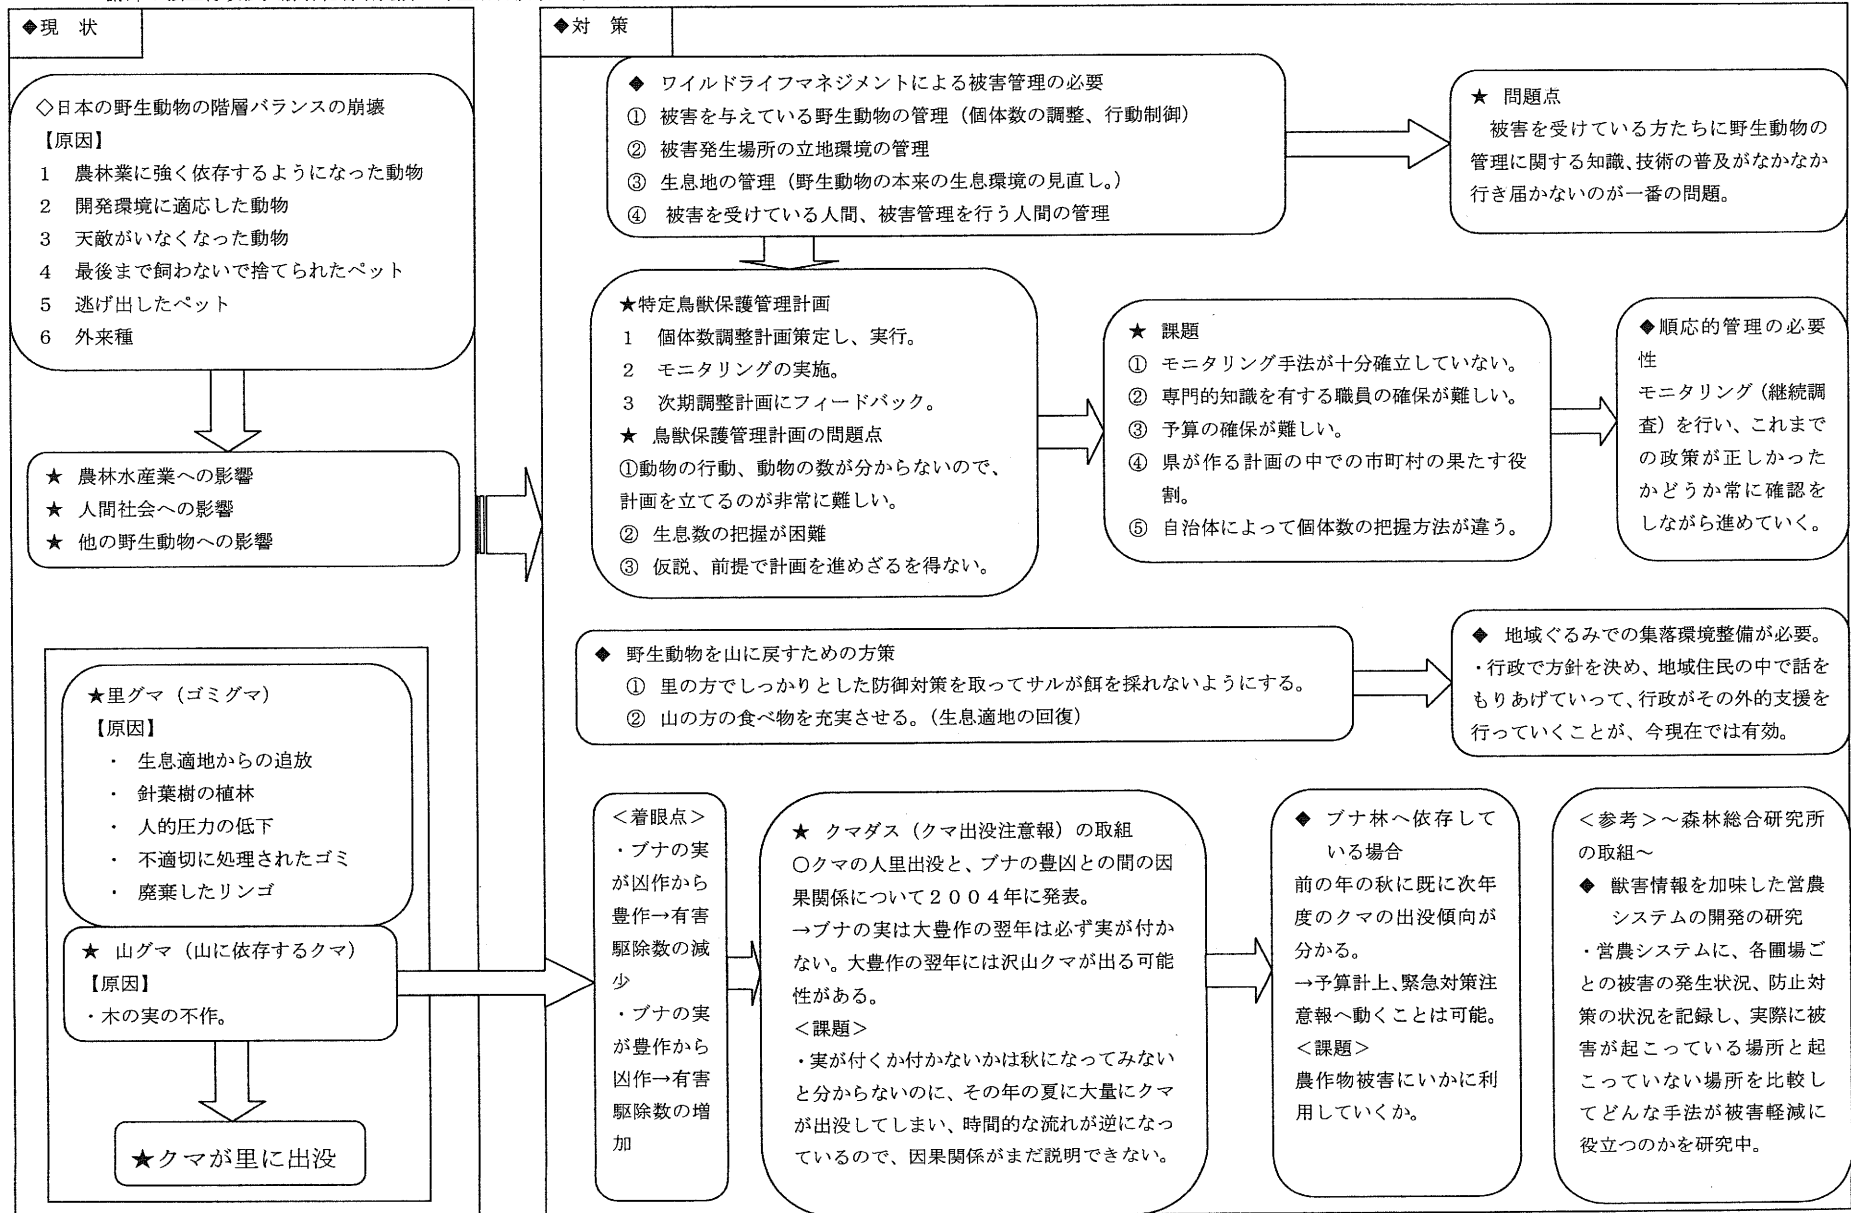 ◆現　状
◇日本の野生動物の階層バランスの崩壊
【原因】
1　農林業に強く依存するようになった動物
2　開発環境に適応した動物
3　天敵がいなくなった動物
4　最後まで飼わないで捨てられたペット
5　逃げ出したペット
6　外来種
★ 農林水産業への影響
★ 人間社会への影響
★ 他の野生動物への影響
★里グマ（ゴミグマ）
【原因】
・ 生息適地からの追放
・ 針葉樹の植林
・ 人的圧力の低下
・ 不適切に処理されたゴミ
・ 廃棄したリンゴ
★ 山グマ（山に依存するクマ）
【原因】
・木の実の不作。
★クマが里に出没
◆対　策
◆ ワイルドライフマネジメントによる被害管理の必要
① 被害を与えている野生動物の管理（個体数の調整、行動制御）
② 被害発生場所の立地環境の管理
③ 生息地の管理（野生動物の本来の生息環境の見直し。）
④ 被害を受けている人間、被害管理を行う人間の管理
★ 問題点
被害を受けている方たちに野生動物の
管理に関する知識、技術の普及がなかなか
行き届かないのが一番の問題。
★特定鳥獣保護管理計画
1　個体数調整計画策定し、実行。
2　モニタリングの実施。
3　次期調整計画にフィードバック。
★ 鳥獣保護管理計画の問題点
①動物の行動、動物の数が分からないので、
計画を立てるのが非常に難しい。
② 生息数の把握が困難
③ 仮説、前提で計画を進めざるを得ない。
★ 課題
① モニタリング手法が十分確立していない。
② 専門的知識を有する職員の確保が難しい。
③ 予算の確保が難しい。
④ 県が作る計画の中での市町村の果たす役
割。
⑤ 自治体によって個体数の把握方法が違う。
◆順応的管理の必要
性
モニタリング（継続調
査）を行い、これまで
の政策が正しかった
かどうか常に確認を
しながら進めていく。
◆ 野生動物を山に戻すための方策
① 里の方でしっかりとした防御対策を取ってサルが餌を採れないようにする。
② 山の方の食べ物を充実させる。（生息適地の回復）
◆ 地域ぐるみでの集落環境整備が必要。
・行政で方針を決め、地域住民の中で話を
もりあげていって、行政がその外的支援を
行っていくことが、今現在では有効。
＜着眼点＞
・ブナの実
が凶作から
豊作→有害
駆除数の減
少
・ブナの実
が豊作から
凶作→有害
駆除数の増
加
★ クマダス（クマ出没注意報）の取組
○クマの人里出没と、ブナの豊凶との間の因
果関係について２００４年に発表。
→ブナの実は大豊作の翌年は必ず実が付か
ない。大豊作の翌年には沢山クマが出る可能
性がある。
＜課題＞
・実が付くか付かないかは秋になってみない
と分からないのに、その年の夏に大量にクマ
が出没してしまい、時間的な流れが逆になっ
ているので、因果関係がまだ説明できない。
◆ ブナ林へ依存して
いる場合
前の年の秋に既に次年
度のクマの出没傾向が
分かる。
→予算計上、緊急対策注
意報へ動くことは可能。
＜課題＞
農作物被害にいかに利
用していくか。
＜参考＞～森林総合研究所
の取組～
◆ 獣害情報を加味した営農
システムの開発の研究
・営農システムに、各圃場ご
との被害の発生状況、防止対
策の状況を記録し、実際に被
害が起こっている場所と起
こっていない場所を比較し
てどんな手法が被害軽減に
役立つのかを研究中。